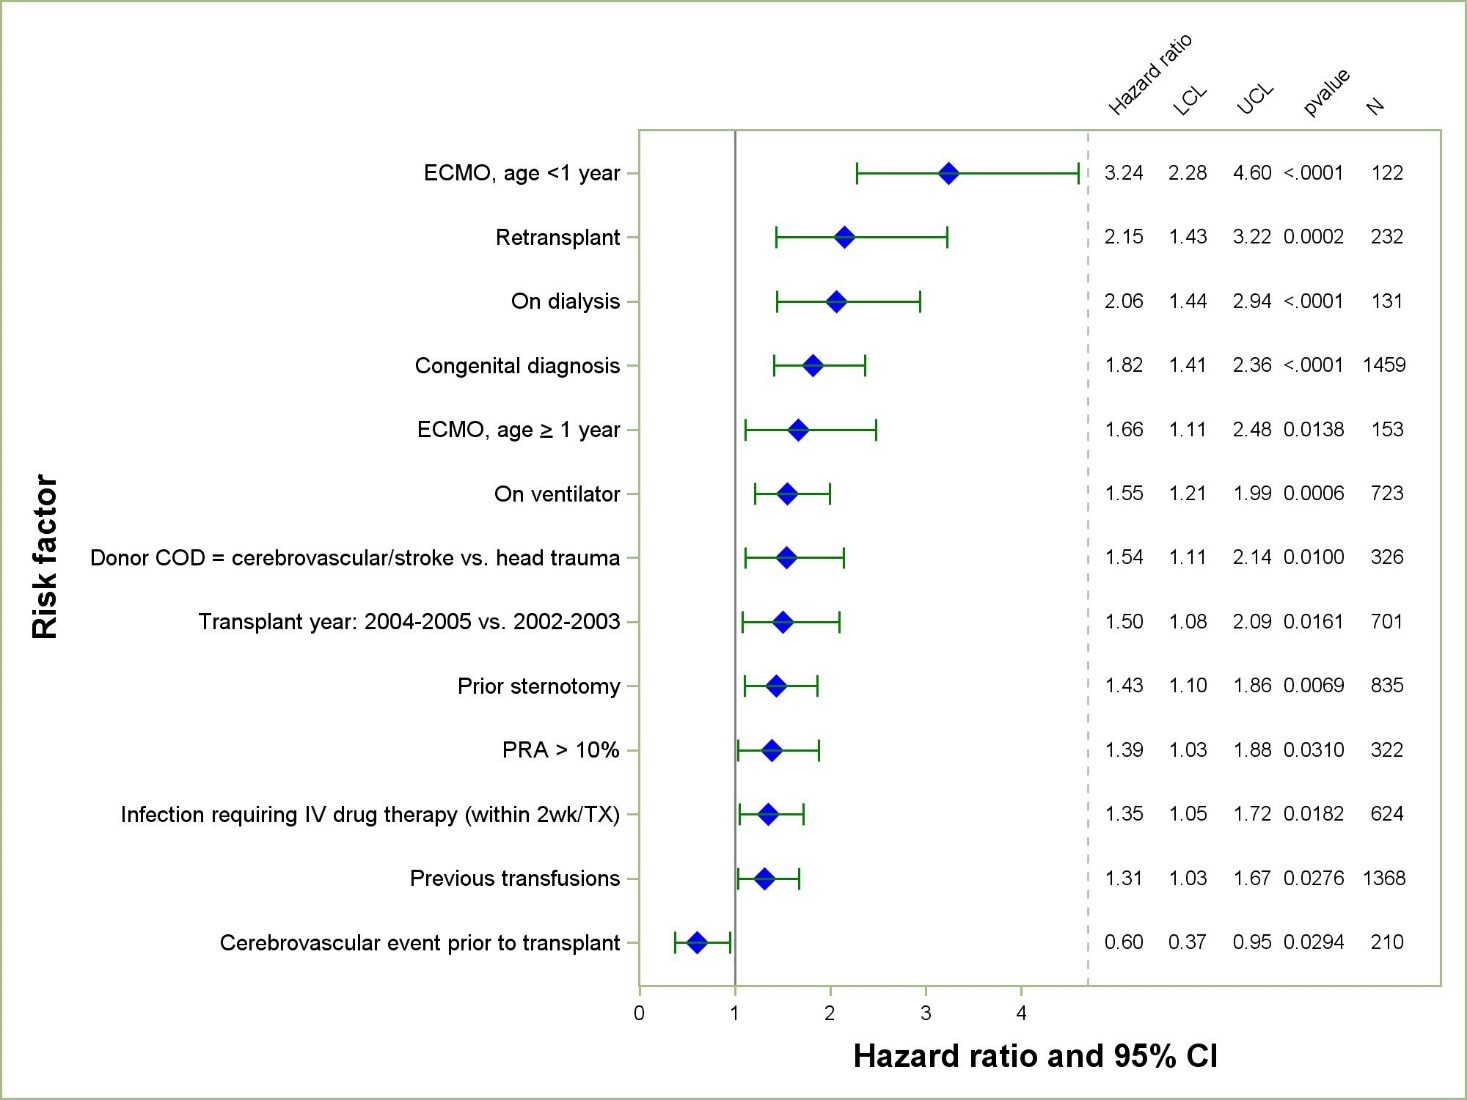 Hazard ratio LCL UCL pvalue N
ECMO, age <1 year 3.24 2.28 4.60 <.0001 122
Retransplant 2.15 1.43 3.22 0.0002 232
On dialysis 2.06 1.44 2.94 <.0001 131
Congenital diagnosis 1.82 1.41 2.36 <.0001 1459
ECMO, age ≥ 1 year 1.66 1.11 2.48 0.0138 153
On ventilator 1.55 1.21 1.99 0.0006 723
Donor COD = cerebrovascular/stroke vs. head trauma 1.54 1.11 2.14 0.0100 326
Transplant year: 2004-2005 vs. 2002-2003 1.50 1.08 2.09 0.0161 701
Prior sternotomy 1.43 1.10 1.86 0.0069 835
PRA > 10% 1.39 1.03 1.88 0.0310 322
Infection requiring IV drug therapy (within 2wk/TX) 1.35 1.05 1.72 0.0182 624
Previous transfusions 1.31 1.03 1.67 0.0276 1368
Cerebrovascular event prior to transplant 0.60 0.37 0.95 0.0294 210
Risk factor
0 1 2 3 4
Hazard ratio and 95% CI